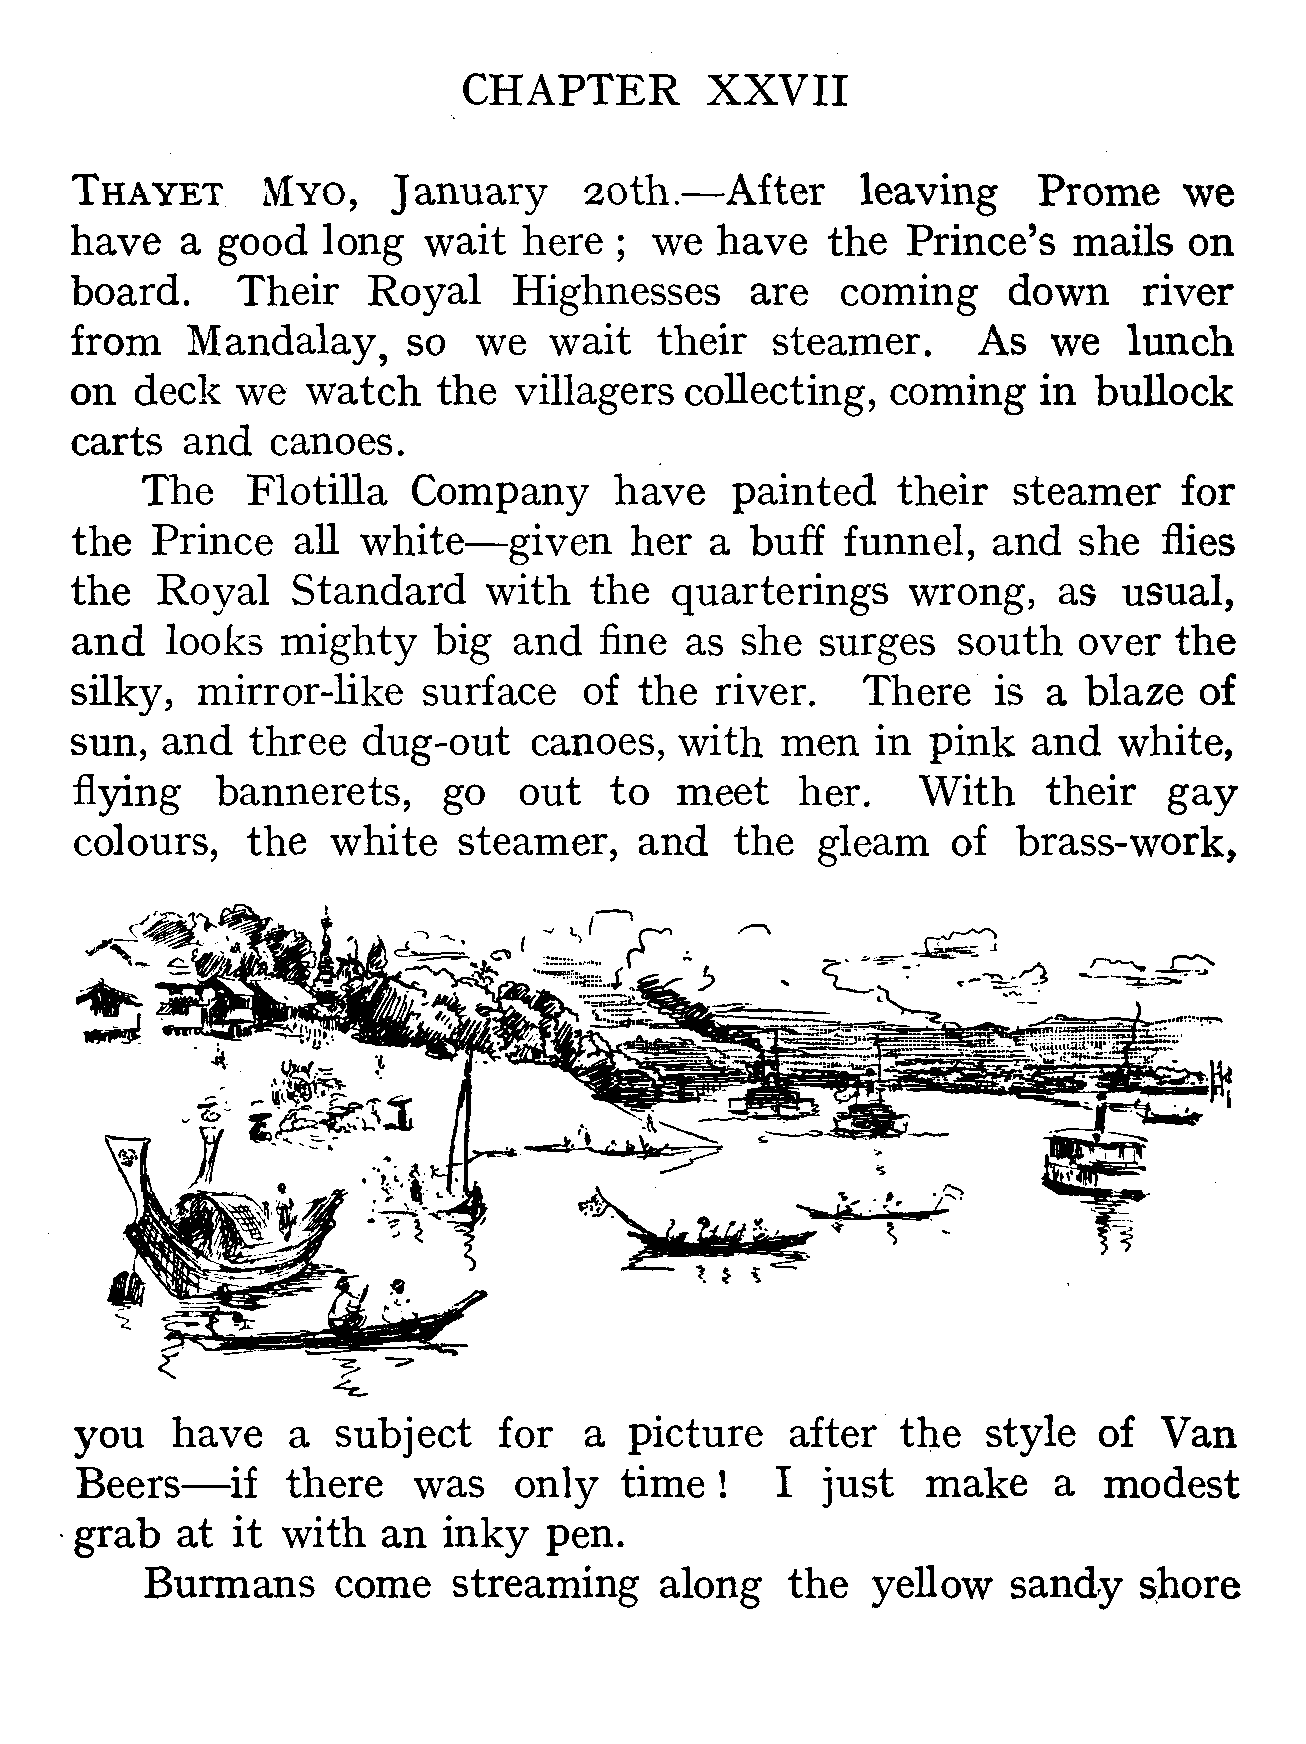 CHAPTER XXVII
THAYET MYO, January 20th.—After leaving Prome we
have a good long wait here ; we have the Prince's mails on
board. Their Royal Highnesses are coming down river
from Mandalay, so we wait their steamer. As we lunch
on deck we watch the villagers collecting, coming in bullock
carts and canoes.
The Flotilla Company have painted their steamer for
the Prince all white—given her a buff funnel, and she flies
the Royal Standard with the quarterings wrong, as usual,
and looks mighty big and fine as she surges south over the
silky, mirror-like surface of the river. There is a blaze of
sun, and three dug-out canoes, with men in pink and white,
flying bannerets, go out to meet her. With their gay
colours, the white steamer, and the gleam of brass-work,
you have a subject for a picture after the style of Van
Beers—if there was only time ! I just make a modest
grab at it with an inky pen.
Burmans come streaming along the yellow sandy shore